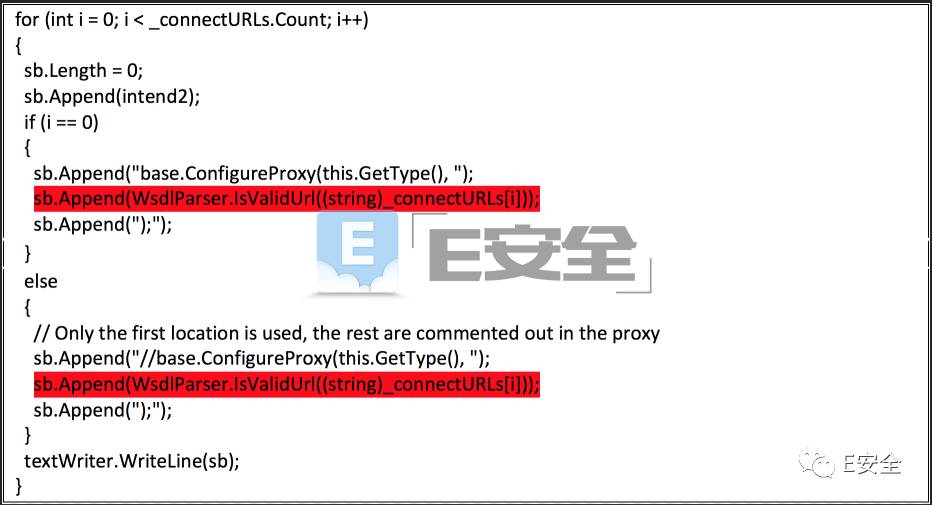 for (int i = 0; i < _connectURLs.Count; i++)
{
sb.Length = 0;
sb.Append(intend2);
if (i == 0)
{
sb.Append("base.ConfigureProxy(this.GetType(), ");
sb.Append(WsdlParser.IsValidUrl((string)_connectURLs[i]));
sb.Append(");");
}
E
E安全
else
{
// Only the first location is used, the rest are commented out in the proxy
sb.Append("//base.ConfigureProxy(this.GetType(), ");
sb.Append(WsdlParser.IsValidUrl((string)_connectURLs[i]));
sb.Append(");");
}
textWriter.WriteLine(sb);
E安全
}